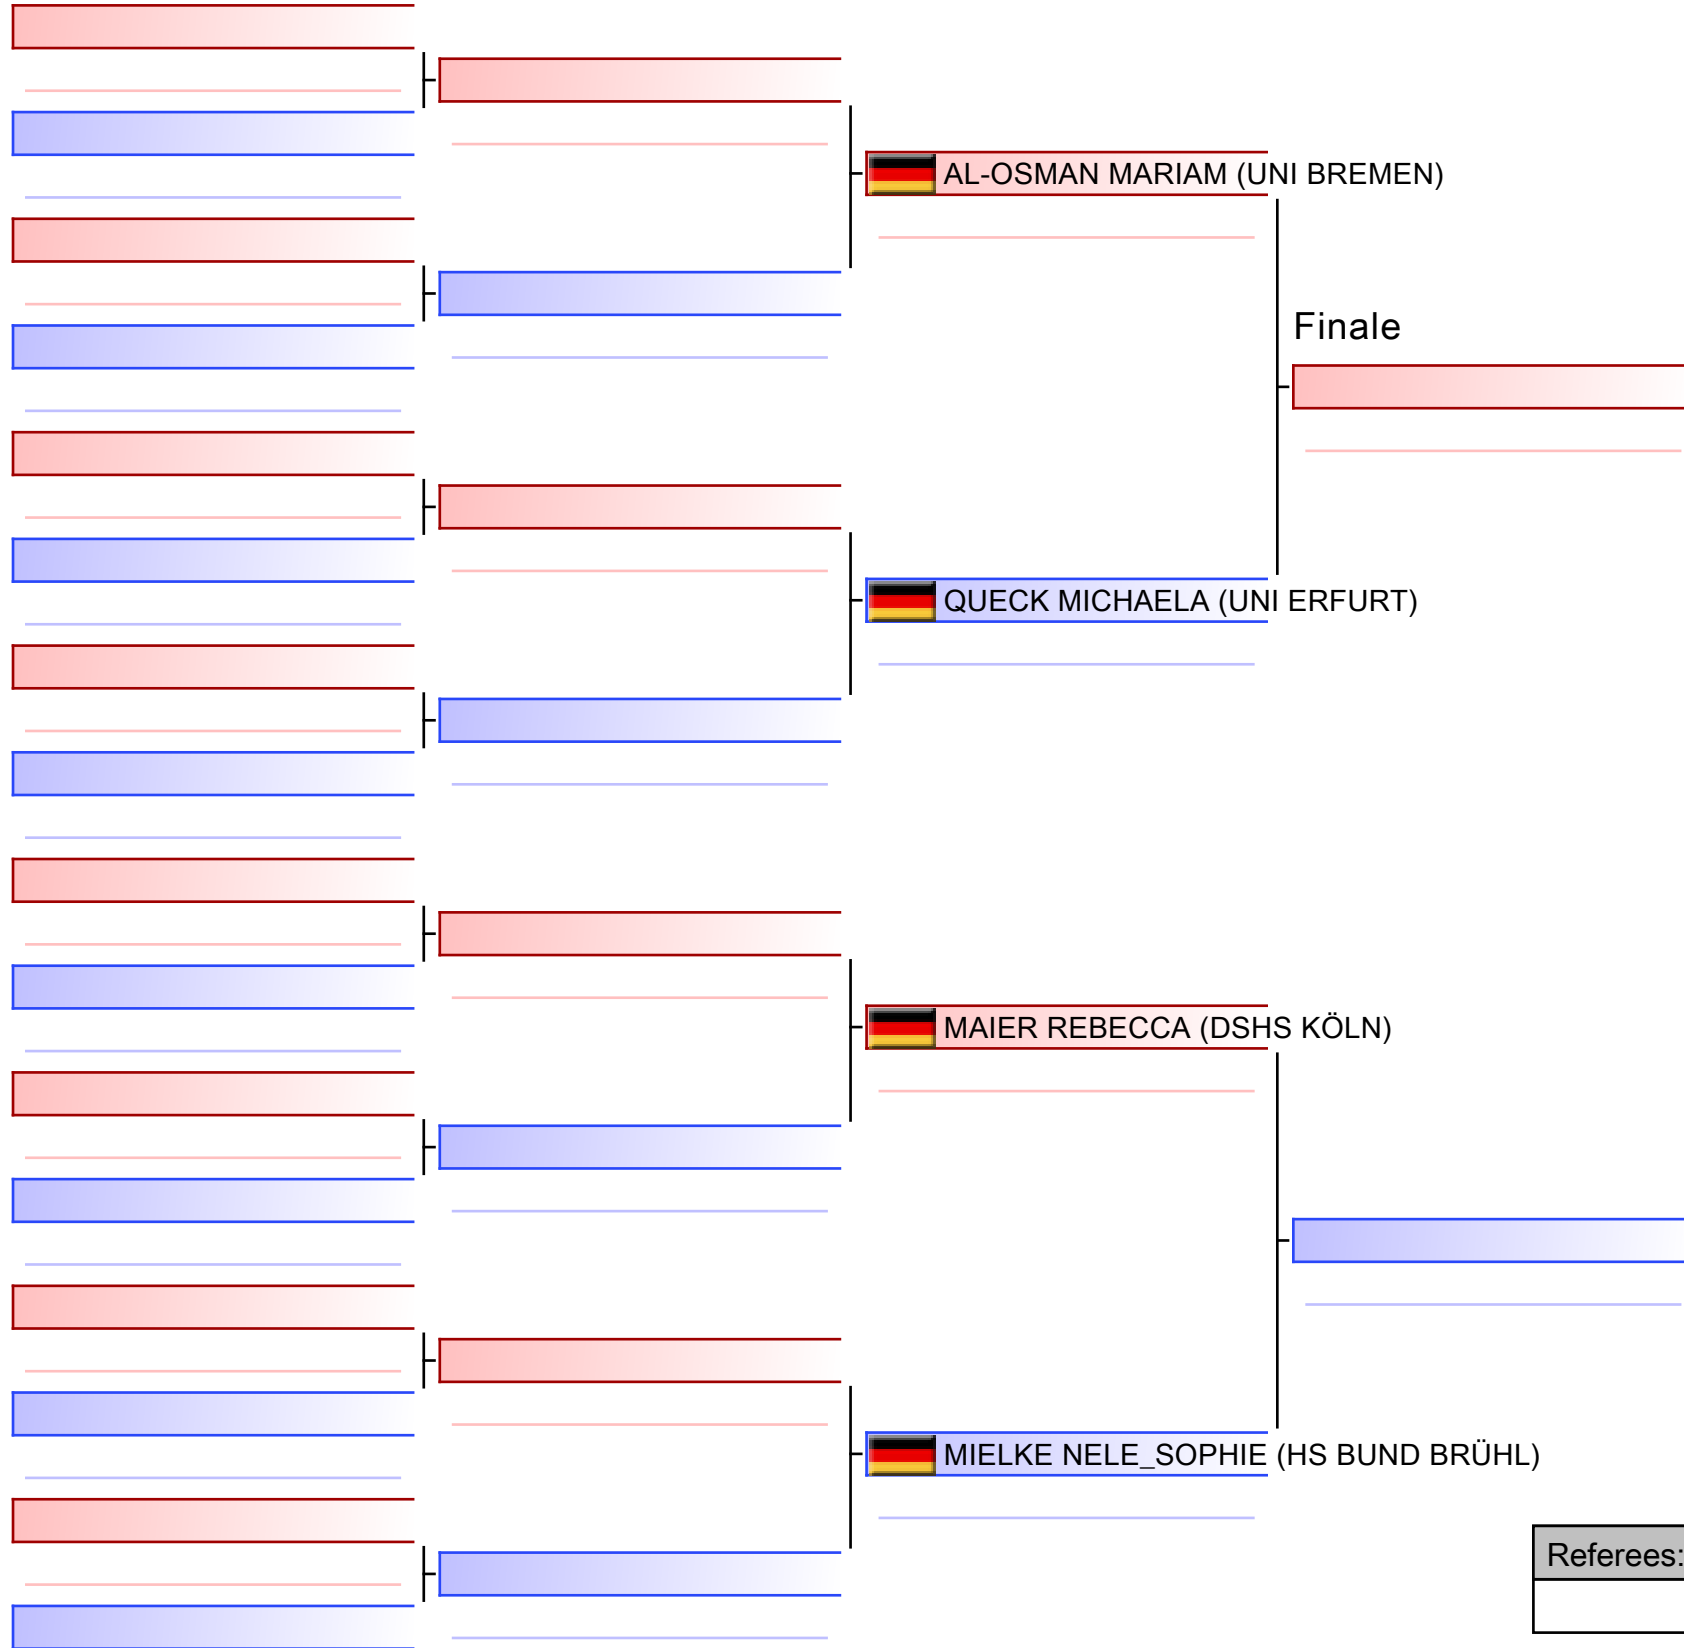 AL-OSMAN MARIAM (UNI BREMEN)
Finale
QUECK MICHAELA (UNI ERFURT)
MAIER REBECCA (DSHS KÖLN)
MIELKE NELE_SOPHIE (HS BUND BRÜHL)
Referees: